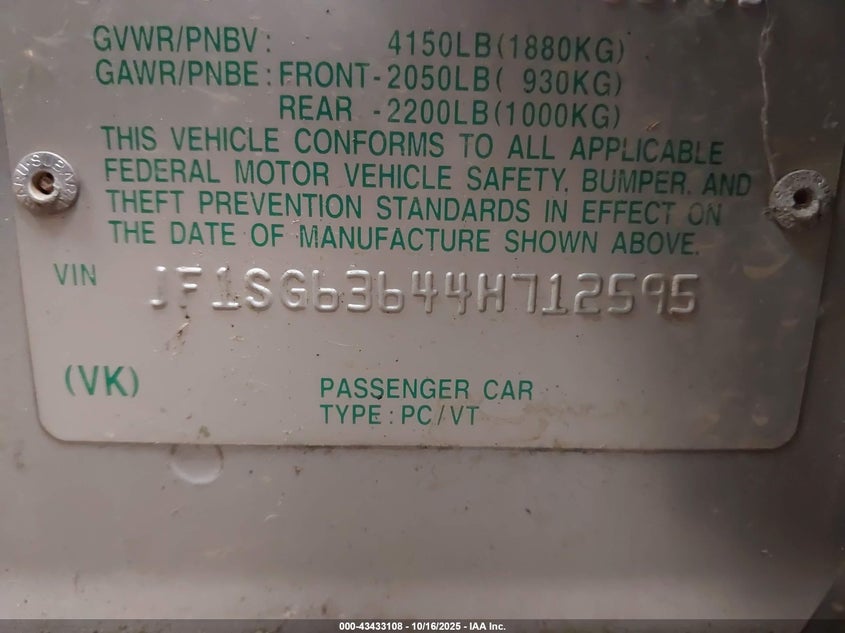 GVWR/PNBV: 4150LB(1880KG)
GAWR/PNBE: FRONT-2050LB( 930KG)
REAR -2200LB(1000KG)
THIS VEHICLE CONFORMS TO ALL APPLICABLE
FEDERAL MOTOR VEHICLE SAFETY, BUMPER, AND
THEFT PREVENTION STANDARDS IN EFFECT ON
THE DATE OF MANUFACTURE SHOWN ABOVE.
VIN JF1SG63644H712595
(VK) PASSENGER CAR
TYPE: PC/VT
000-43433108 - 10/16/2025 - IAA Inc.